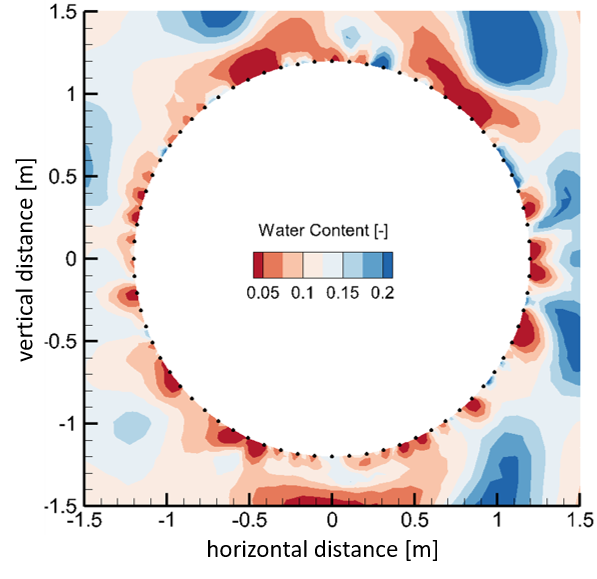 1.5
1
0.5
0
-0.5
-1
-1.5
vertical distance [m]
Water Content [-]
0.05 0.1 0.15 0.2
-1.5 -1 -0.5 0 0.5 1 1.5
horizontal distance [m]